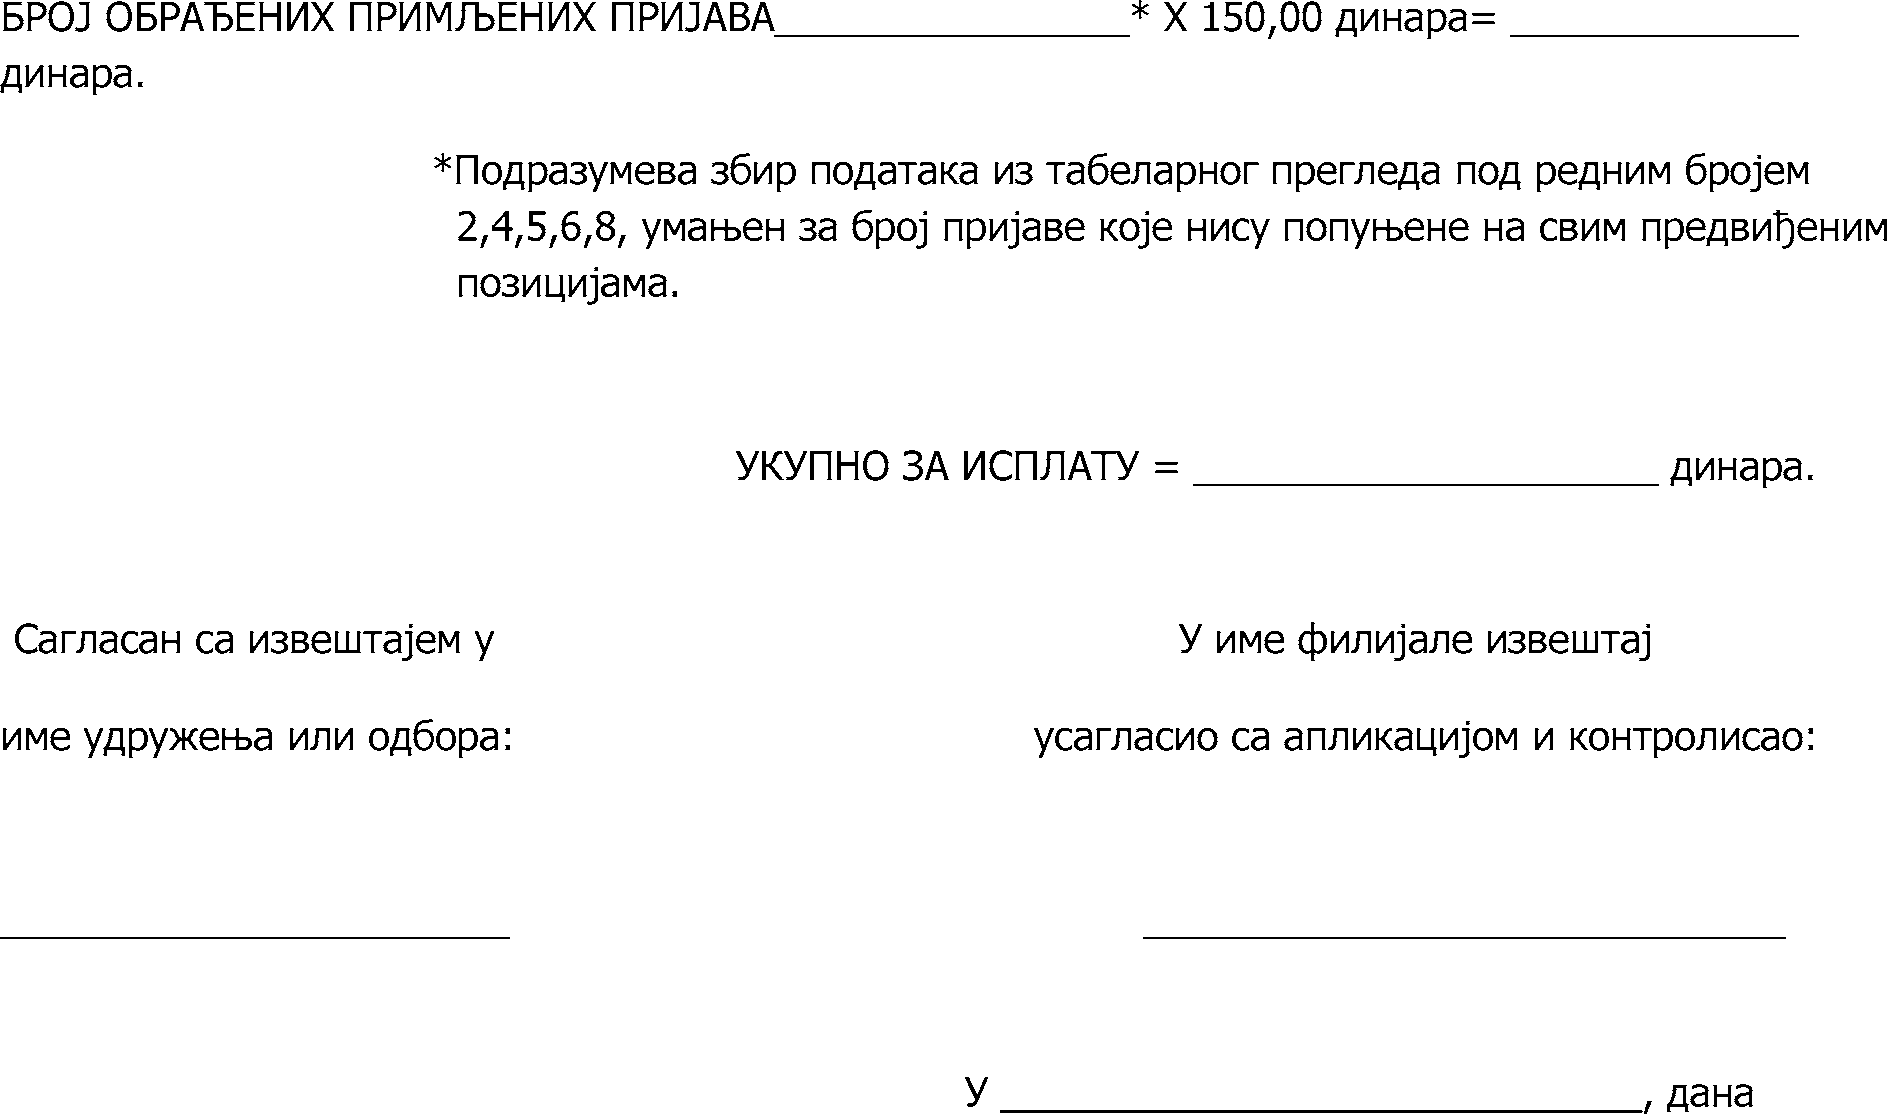 БРОЈ ОБРАЂЕНИХ ПРИМЉЕНИХ ПРИЈАВА_________________* X 150,00 динара= ______________
динара.
*Подразумева збир података из табеларног прегледа под редним бројем
2,4,5,6,8, умањен за број пријаве које нису попуњене на свим предвиђеним
позицијама.
УКУПНО ЗА ИСПЛАТУ = ______________________ динара.
Сагласан са извештајем у У име филијале извештај
име удружења или одбора: усагласио са апликацијом и контролисао:
________________________ ______________________________
У ______________________________, дана